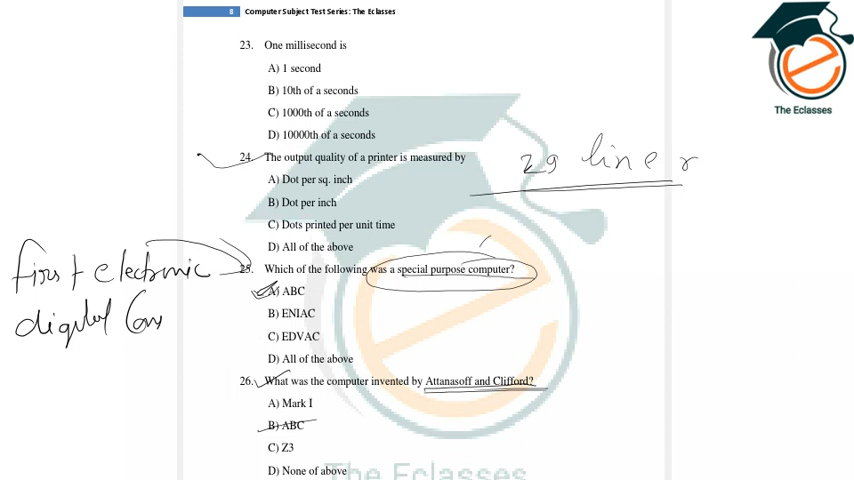 8 Computer Subject Test Series: The Eclasses
23. One millisecond is
A) 1 second
B) 10th of a seconds
C) 1000th of a seconds
D) 10000th of a seconds
24. The output quality of a printer is measured by
A) Dot per sq. inch
B) Dot per inch
C) Dots printed per unit time
D) All of the above
25. Which of the following was a special purpose computer?
A) ABC
B) ENIAC
C) EDVAC
D) All of the above
26. What was the computer invented by Attanasoff and Clifford?
A) Mark I
B) ABC
C) Z3
D) None of above
The Eclasses
The Eclasses
liner
first electronic
digital